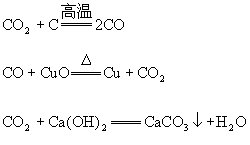 CO₂ + C ══高温══ 2CO
CO + CuO ══△══ Cu + CO₂
CO₂ + Ca(OH)₂ ══ CaCO₃↓ + H₂O